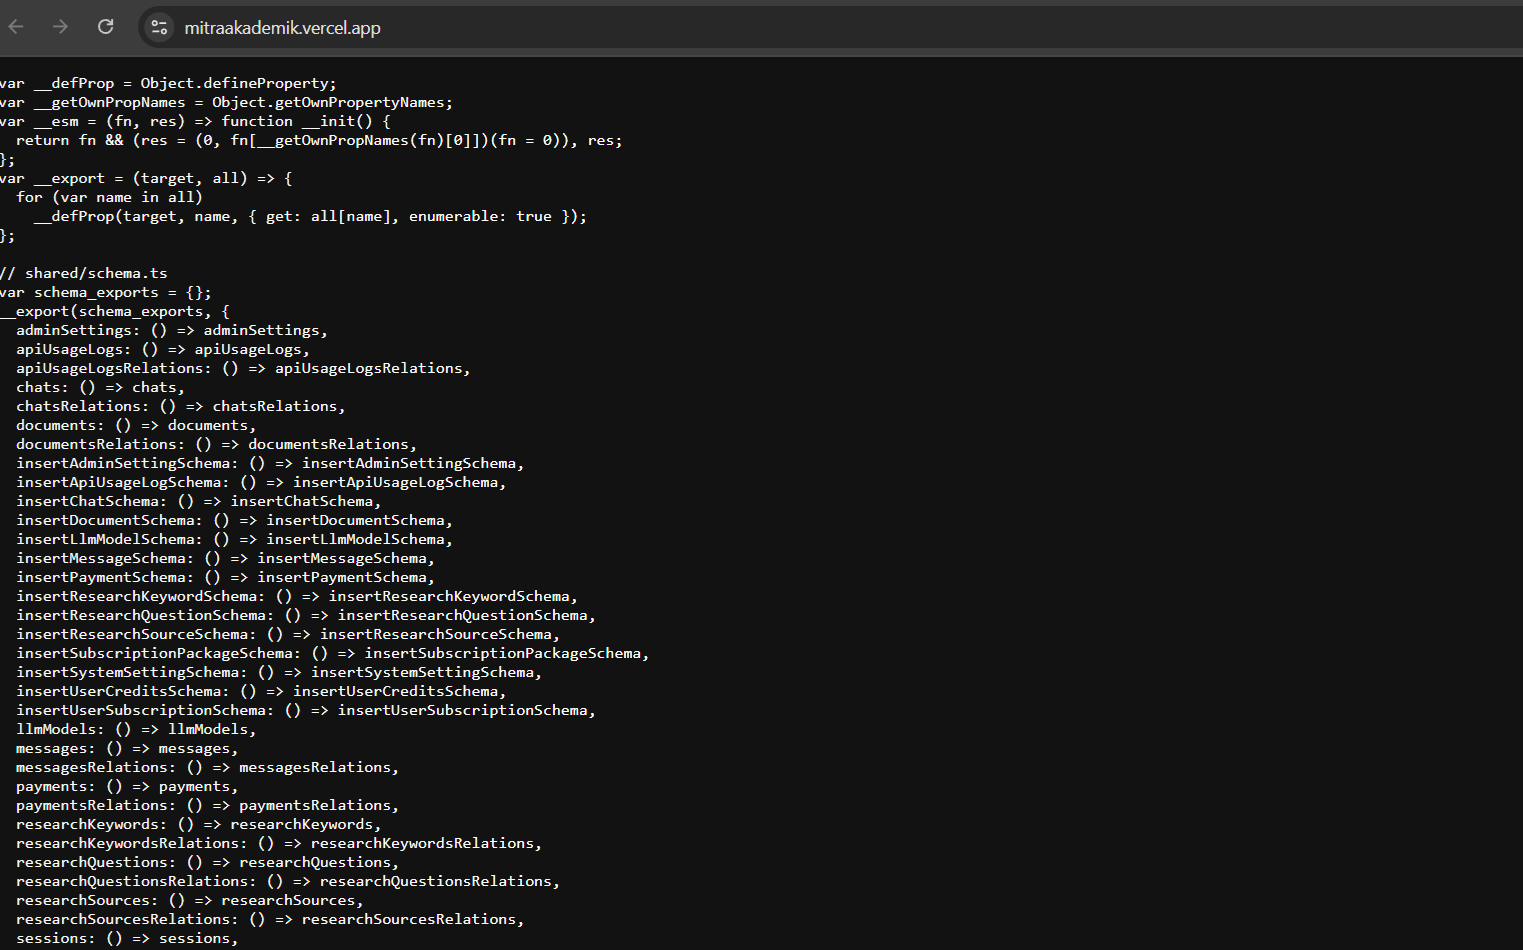 mitraakademik.vercel.app
var __defProp = Object.defineProperty;
var __getOwnPropNames = Object.getOwnPropertyNames;
var __esm = (fn, res) => function __init() {
  return fn && (res = (0, fn[__getOwnPropNames(fn)[0]])(fn = 0)), res;
};
var __export = (target, all) => {
  for (var name in all)
    __defProp(target, name, { get: all[name], enumerable: true });
};
// shared/schema.ts
var schema_exports = {};
__export(schema_exports, {
  adminSettings: () => adminSettings,
  apiUsageLogs: () => apiUsageLogs,
  apiUsageLogsRelations: () => apiUsageLogsRelations,
  chats: () => chats,
  chatsRelations: () => chatsRelations,
  documents: () => documents,
  documentsRelations: () => documentsRelations,
  insertAdminSettingSchema: () => insertAdminSettingSchema,
  insertApiUsageLogSchema: () => insertApiUsageLogSchema,
  insertChatSchema: () => insertChatSchema,
  insertDocumentSchema: () => insertDocumentSchema,
  insertLlmModelSchema: () => insertLlmModelSchema,
  insertMessageSchema: () => insertMessageSchema,
  insertPaymentSchema: () => insertPaymentSchema,
  insertResearchKeywordSchema: () => insertResearchKeywordSchema,
  insertResearchQuestionSchema: () => insertResearchQuestionSchema,
  insertResearchSourceSchema: () => insertResearchSourceSchema,
  insertSubscriptionPackageSchema: () => insertSubscriptionPackageSchema,
  insertSystemSettingSchema: () => insertSystemSettingSchema,
  insertUserCreditsSchema: () => insertUserCreditsSchema,
  insertUserSubscriptionSchema: () => insertUserSubscriptionSchema,
  llmModels: () => llmModels,
  messages: () => messages,
  messagesRelations: () => messagesRelations,
  payments: () => payments,
  paymentsRelations: () => paymentsRelations,
  researchKeywords: () => researchKeywords,
  researchKeywordsRelations: () => researchKeywordsRelations,
  researchQuestions: () => researchQuestions,
  researchQuestionsRelations: () => researchQuestionsRelations,
  researchSources: () => researchSources,
  researchSourcesRelations: () => researchSourcesRelations,
  sessions: () => sessions,